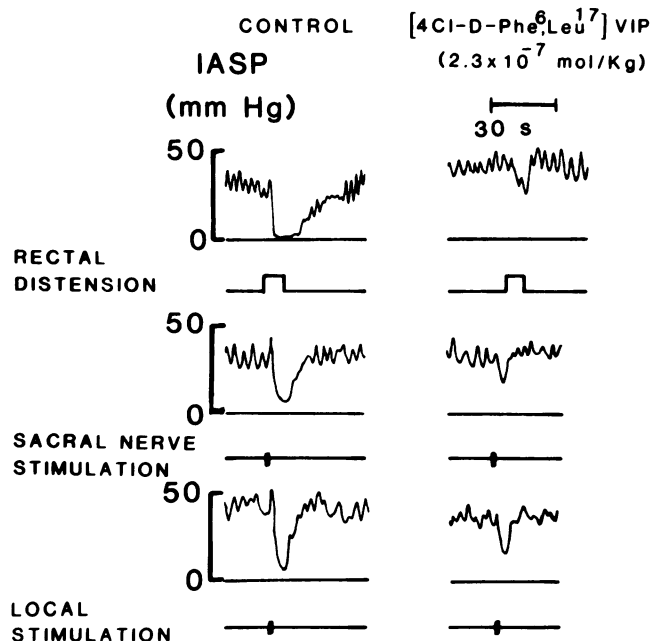 CONTROL
[4Cl-D-Phe⁶,Leu¹⁷] VIP
IASP
(2.3x10⁻⁷ mol/Kg)
(mm Hg)
30 s
50
0
RECTAL
DISTENSION
50
0
SACRAL NERVE
STIMULATION
50
0
LOCAL
STIMULATION